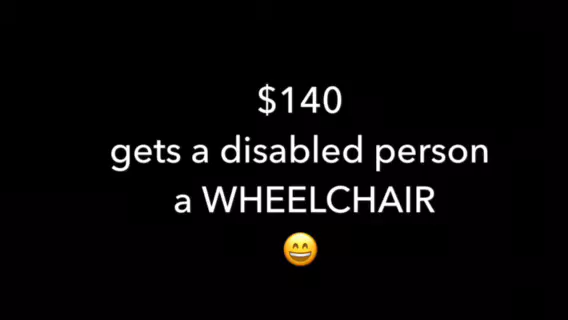 $140
gets a disabled person
a WHEELCHAIR
😄